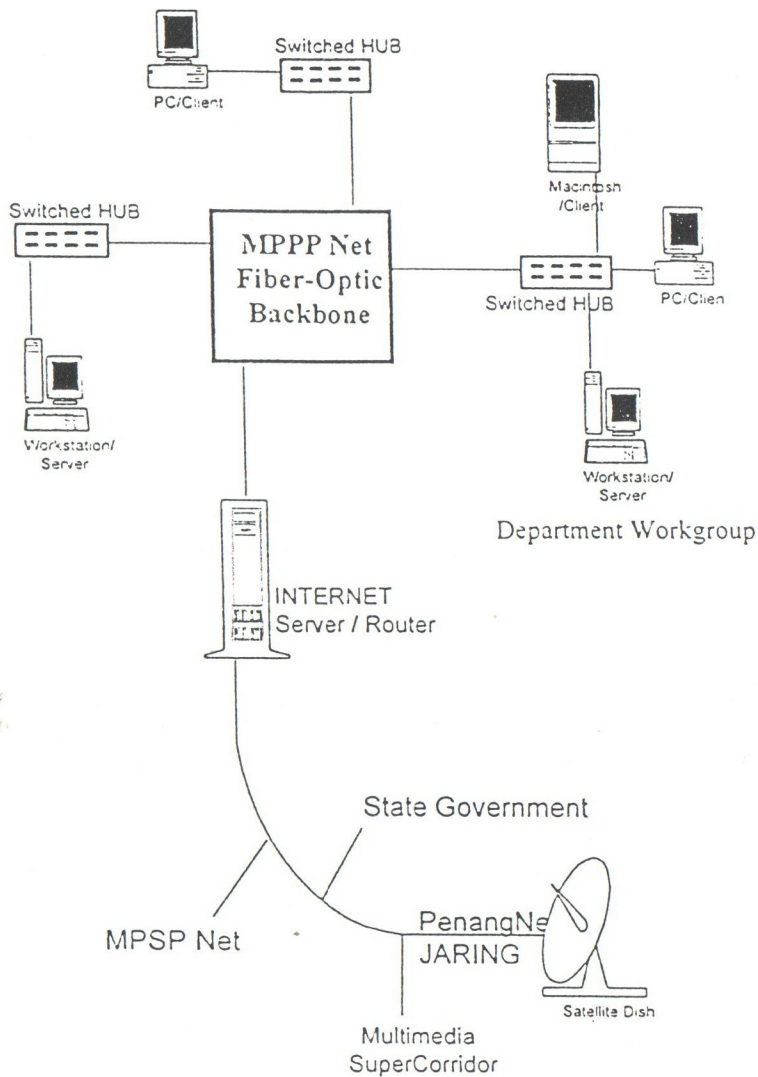 Switched HUB
PC/Client
Macintosh
/Client
Switched HUB
MPPP Net
Fiber-Optic
Backbone
Switched HUB
PC/Clien
Workstation/
Server
Workstation/
Server
Department Workgroup
INTERNET
Server / Router
State Government
MPSP Net
PenangNe
JARING
Satellite Dish
Multimedia
SuperCorridor